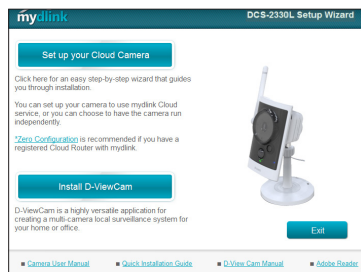 mydlink
DCS-2330L Setup Wizard
Set up your Cloud Camera
Click here for an easy step-by-step wizard that guides
you through installation.
You can set up your camera to use mydlink Cloud
service, or you can choose to have the camera run
independently.
*Zero Configuration is recommended if you have a
registered Cloud Router with mydlink.
Install D-ViewCam
D-ViewCam is a highly versatile application for
creating a multi-camera local surveillance system for
your home or office.
Exit
Camera User Manual
Quick Installation Guide
D-View Cam Manual
Adobe Reader